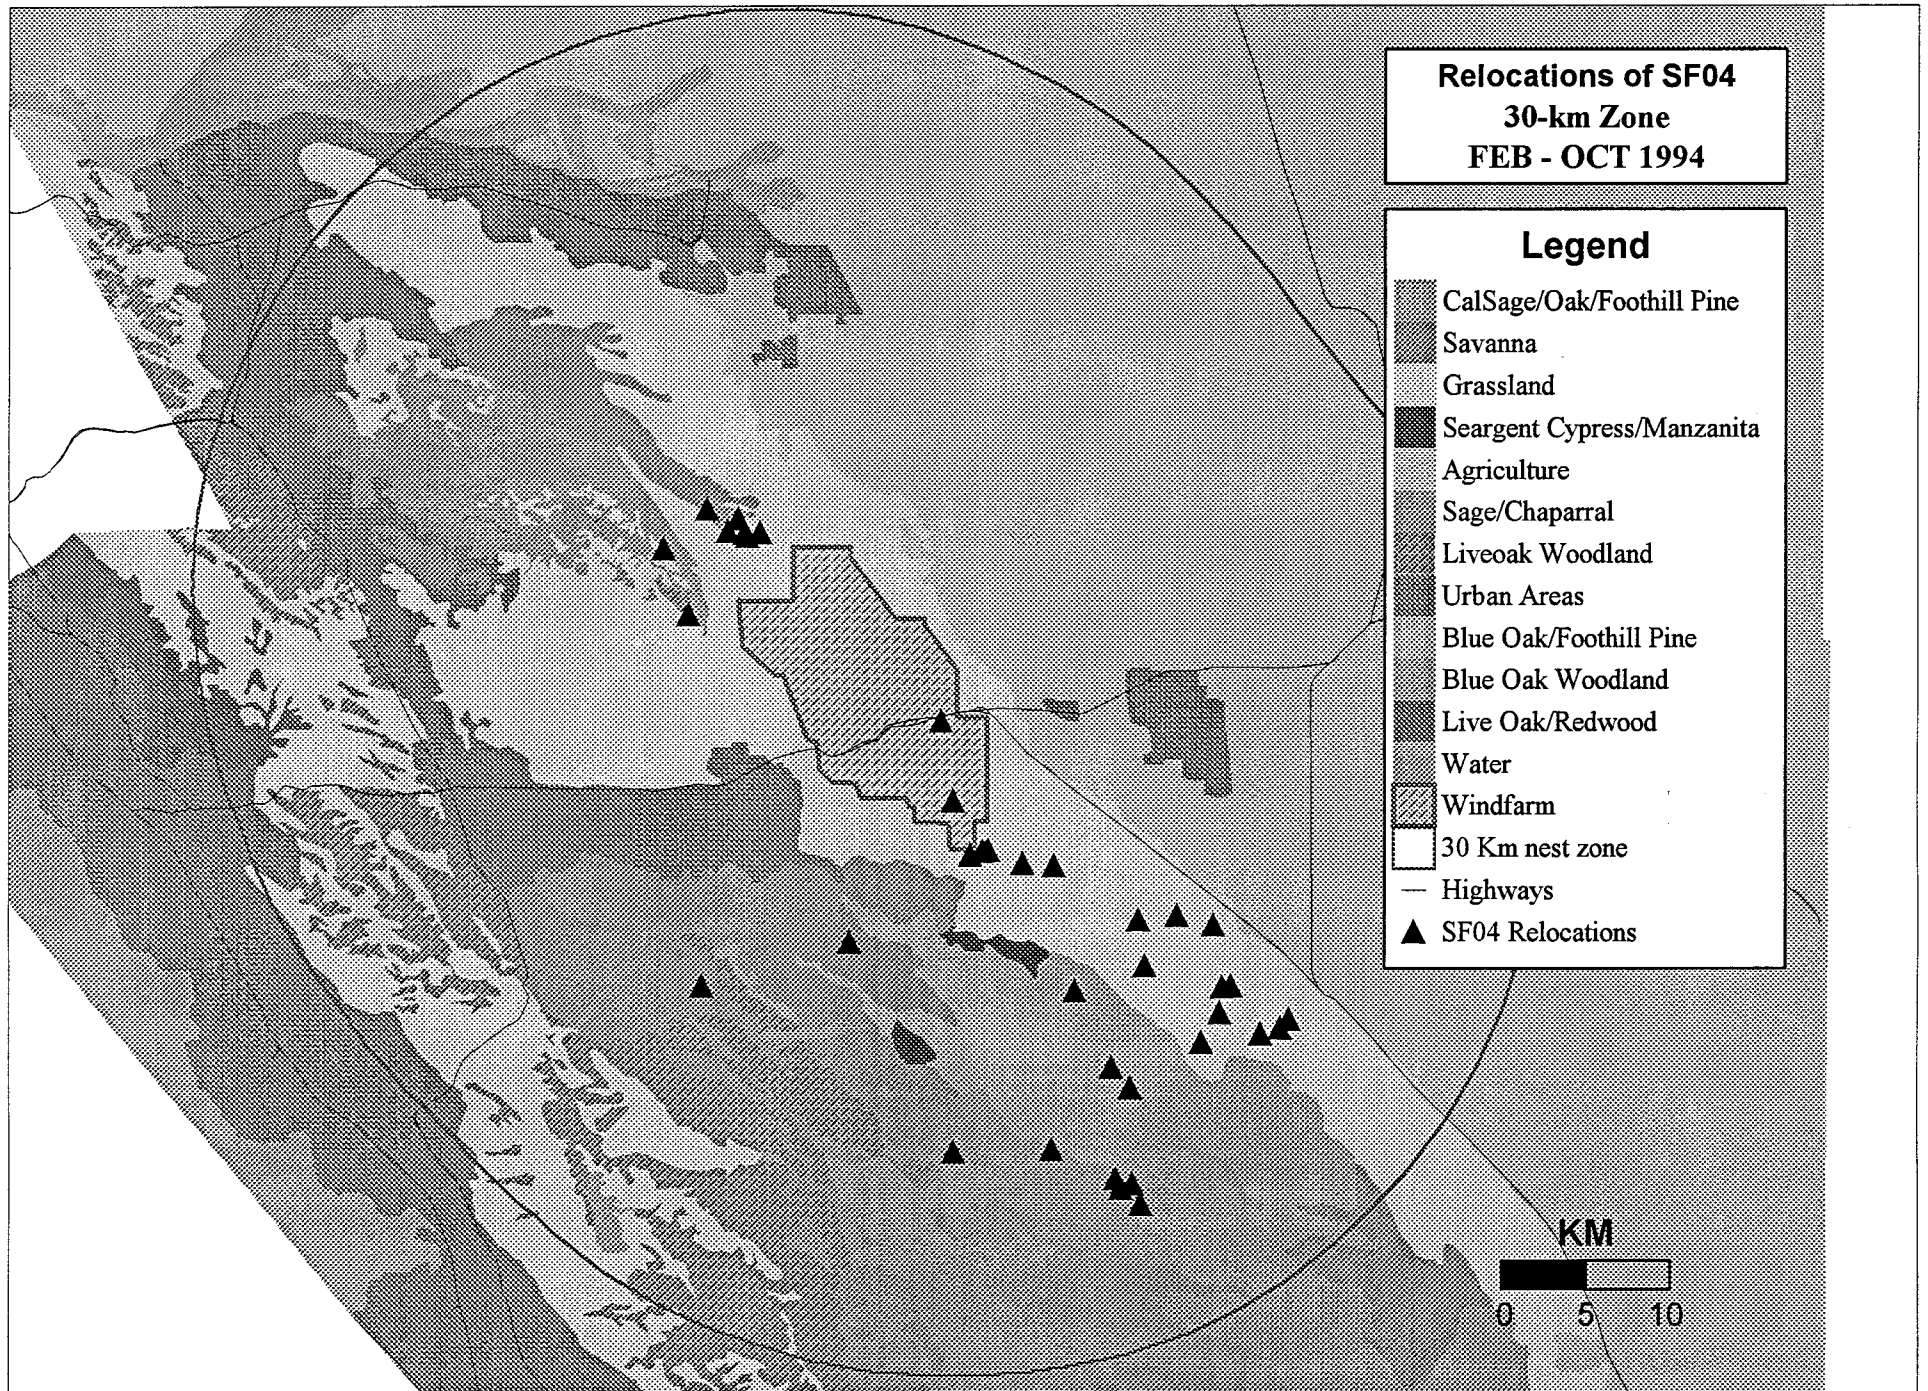 Relocations of SF04
30-km Zone
FEB - OCT 1994
Legend
CalSage/Oak/Foothill Pine
Savanna
Grassland
Seargent Cypress/Manzanita
Agriculture
Sage/Chaparral
Liveoak Woodland
Urban Areas
Blue Oak/Foothill Pine
Blue Oak Woodland
Live Oak/Redwood
Water
Windfarm
30 Km nest zone
Highways
SF04 Relocations
KM
0 5 10